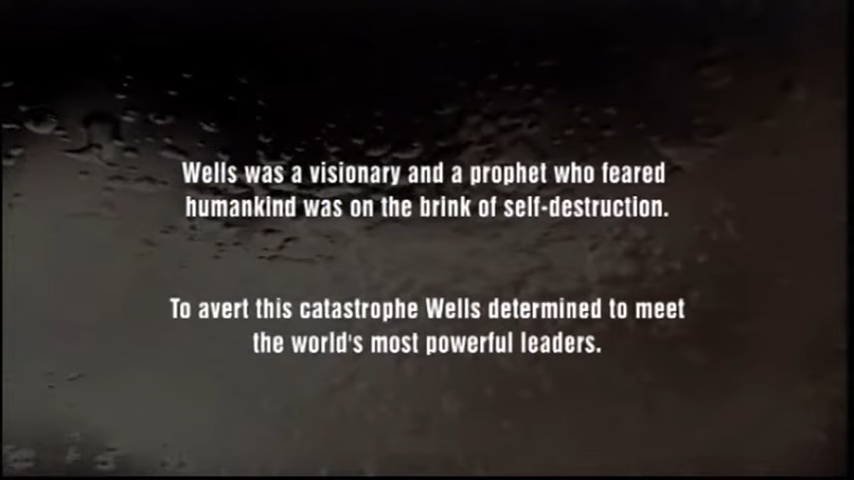 Wells was a visionary and a prophet who feared
humankind was on the brink of self-destruction.
To avert this catastrophe Wells determined to meet
the world's most powerful leaders.